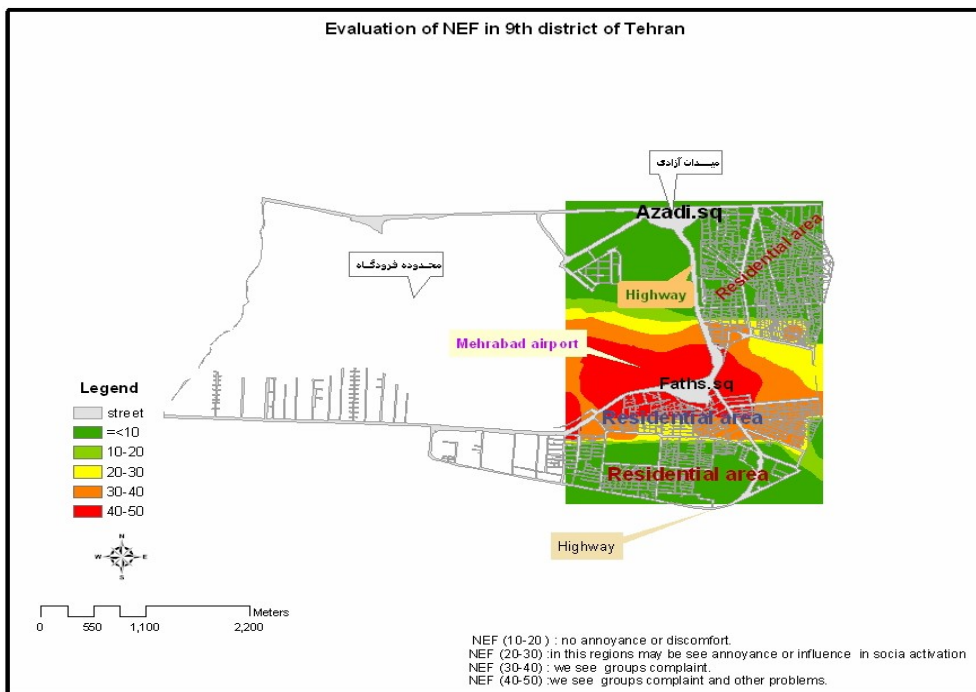 Evaluation of NEF in 9th district of Tehran
میدات آزادی
Azadi.sq
Residential area
محدوده فرودگاه
Highway
Mehrabad airport
Faths.sq
Residentral area
Residential area
Highway
Legend
street
=<10
10-20
20-30
30-40
40-50
N
W E
S
Meters
0 550 1,100 2,200
NEF (10-20 ) : no annoyance or discomfort.
NEF (20-30) :in this regions may be see annoyance or influence in socia activation
NEF (30-40) : we see groups complaint.
NEF (40-50) :we see groups complaint and other problems.